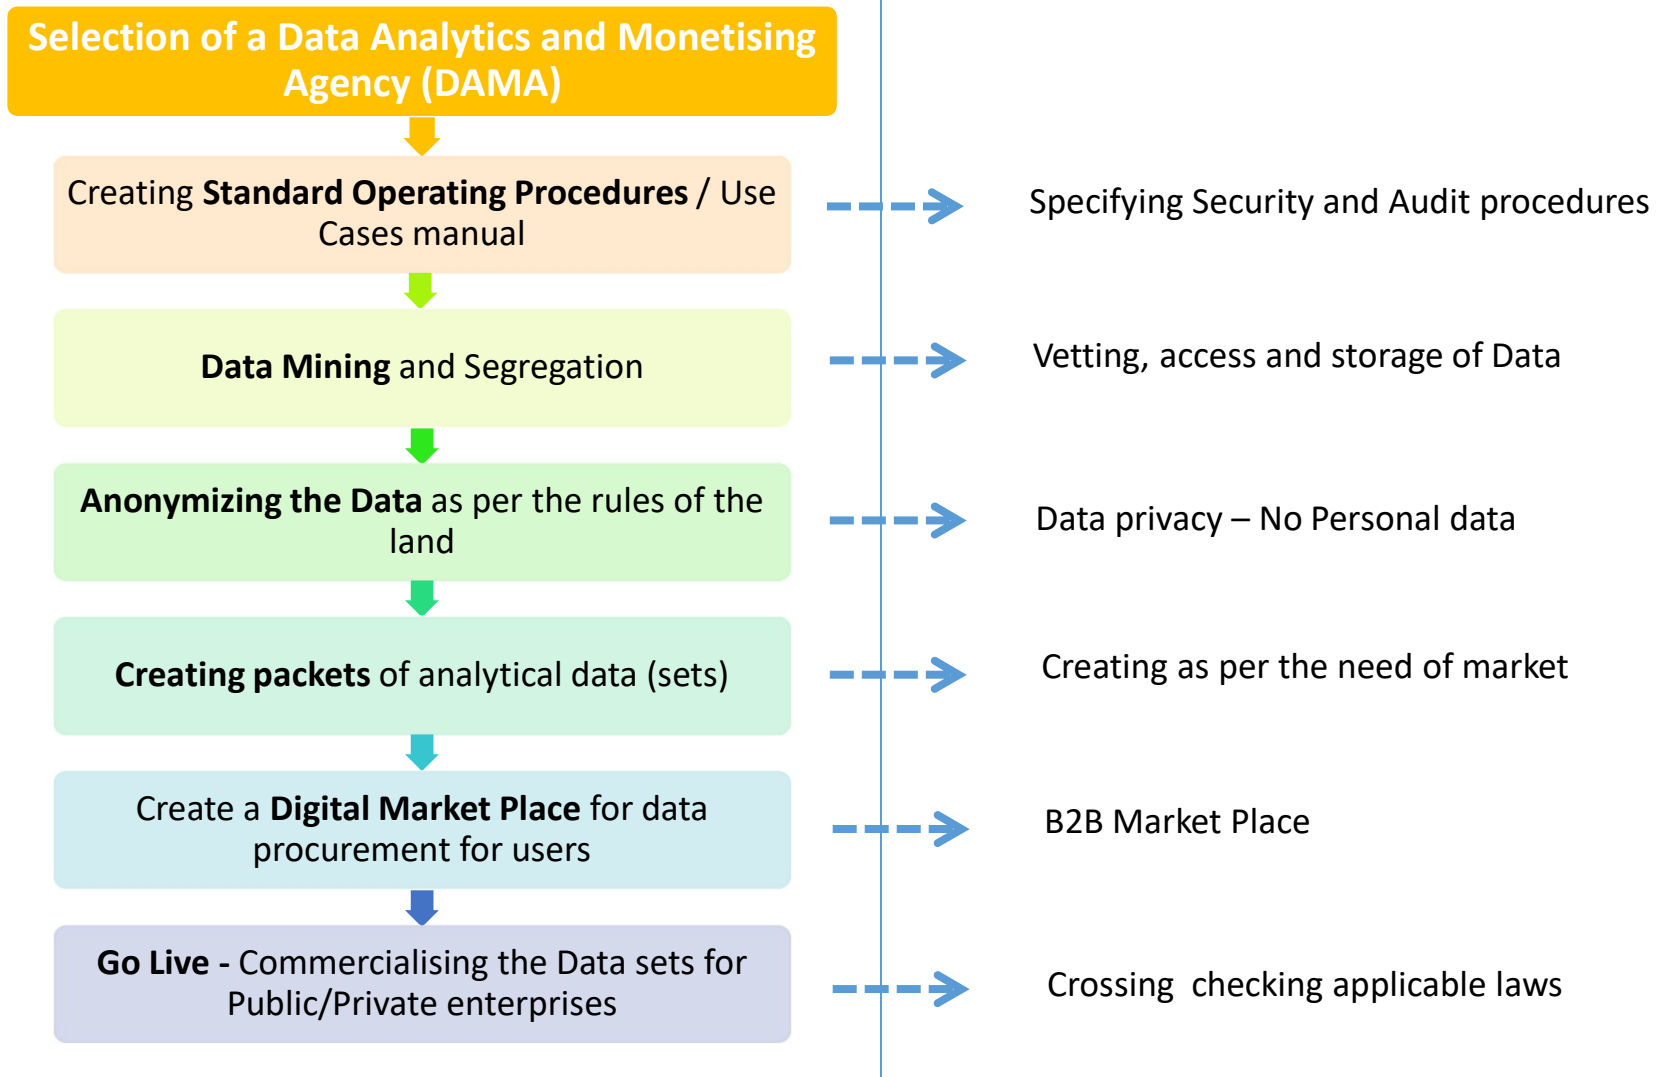 Selection of a Data Analytics and Monetising
Agency (DAMA)
Creating Standard Operating Procedures / Use
Cases manual
Specifying Security and Audit procedures
Data Mining and Segregation
Vetting, access and storage of Data
Anonymizing the Data as per the rules of the
land
Data privacy – No Personal data
Creating packets of analytical data (sets)
Creating as per the need of market
Create a Digital Market Place for data
procurement for users
B2B Market Place
Go Live - Commercialising the Data sets for
Public/Private enterprises
Crossing  checking applicable laws